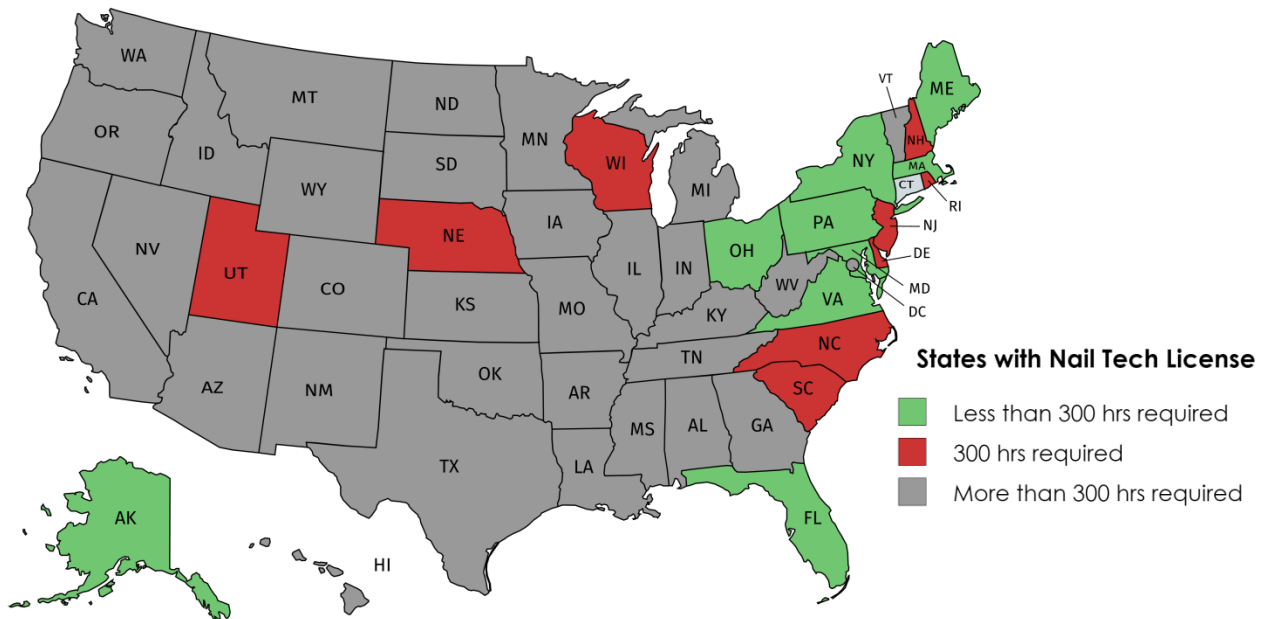 WA
MT
ND
MN
OR
ID
SD
WY
WI
MI
VT
ME
NH
NY
MA
CT
RI
NV
UT
CO
NE
IA
IL
IN
OH
PA
NJ
DE
MD
DC
CA
KS
MO
KY
WV
VA
AZ
NM
OK
AR
TN
NC
SC
TX
LA
MS
AL
GA
FL
AK
HI
States with Nail Tech License
Less than 300 hrs required
300 hrs required
More than 300 hrs required